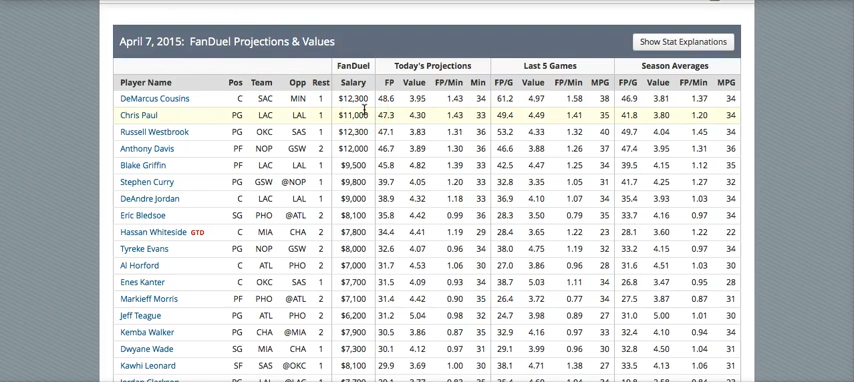 April 7, 2015: FanDuel Projections & Values Show Stat Explanations
FanDuel Today's Projections Last 5 Games Season Averages
Player Name Pos Team Opp Rest Salary FP Value FP/Min Min FP/G Value FP/Min MPG FP/G Value FP/Min MPG
DeMarcus Cousins C SAC MIN 1 $12,300 48.6 3.95 1.43 34 61.2 4.97 1.58 38 46.9 3.81 1.37 34
Chris Paul PG LAC LAL 1 $11,000 47.3 4.30 1.43 33 49.4 4.49 1.41 35 41.8 3.80 1.20 34
Russell Westbrook PG OKC SAS 1 $12,300 47.1 3.83 1.31 36 53.2 4.33 1.32 40 49.7 4.04 1.45 34
Anthony Davis PF NOP GSW 2 $12,000 46.7 3.89 1.30 36 46.6 3.88 1.26 37 47.4 3.95 1.31 36
Blake Griffin PF LAC LAL 1 $9,500 45.8 4.82 1.39 33 42.5 4.47 1.25 34 39.5 4.15 1.12 35
Stephen Curry PG GSW @NOP 1 $9,800 39.7 4.05 1.20 33 32.8 3.35 1.05 31 41.7 4.25 1.27 32
DeAndre Jordan C LAC LAL 1 $9,000 38.9 4.32 1.18 33 36.9 4.10 1.07 34 35.4 3.93 1.03 34
Eric Bledsoe SG PHO @ATL 2 $8,100 35.8 4.42 0.99 36 28.3 3.50 0.79 35 33.7 4.16 0.97 34
Hassan Whiteside GTD C MIA CHA 2 $7,800 34.4 4.41 1.19 29 28.4 3.65 1.22 23 28.1 3.60 1.22 22
Tyreke Evans PG NOP GSW 2 $8,000 32.6 4.07 0.96 34 38.0 4.75 1.19 32 33.2 4.15 0.97 34
Al Horford C ATL PHO 2 $7,000 31.7 4.53 1.06 30 27.0 3.86 0.96 28 31.6 4.51 1.03 30
Enes Kanter C OKC SAS 1 $7,700 31.5 4.09 0.93 34 38.7 5.03 1.11 34 26.8 3.47 0.95 28
Markieff Morris PF PHO @ATL 2 $7,100 31.4 4.42 0.90 35 26.4 3.72 0.77 34 27.5 3.87 0.87 31
Jeff Teague PG ATL PHO 2 $6,200 31.2 5.04 0.98 32 24.7 3.98 0.89 27 31.0 5.00 1.01 30
Kemba Walker PG CHA @MIA 2 $7,900 30.5 3.86 0.87 35 32.9 4.16 0.97 33 32.4 4.10 0.94 34
Dwyane Wade SG MIA CHA 2 $7,300 30.1 4.12 0.97 31 29.1 3.99 0.96 30 32.8 4.50 1.04 31
Kawhi Leonard SF SAS @OKC 1 $8,100 29.9 3.69 1.00 30 38.1 4.71 1.38 27 33.5 4.13 1.06 31